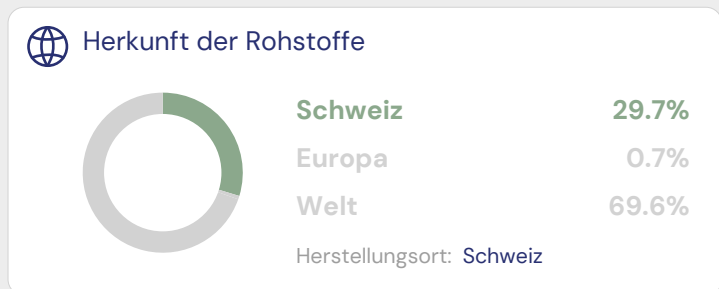 Herkunft der Rohstoffe
Schweiz 29.7%
Europa 0.7%
Welt 69.6%
Herstellungsort: Schweiz